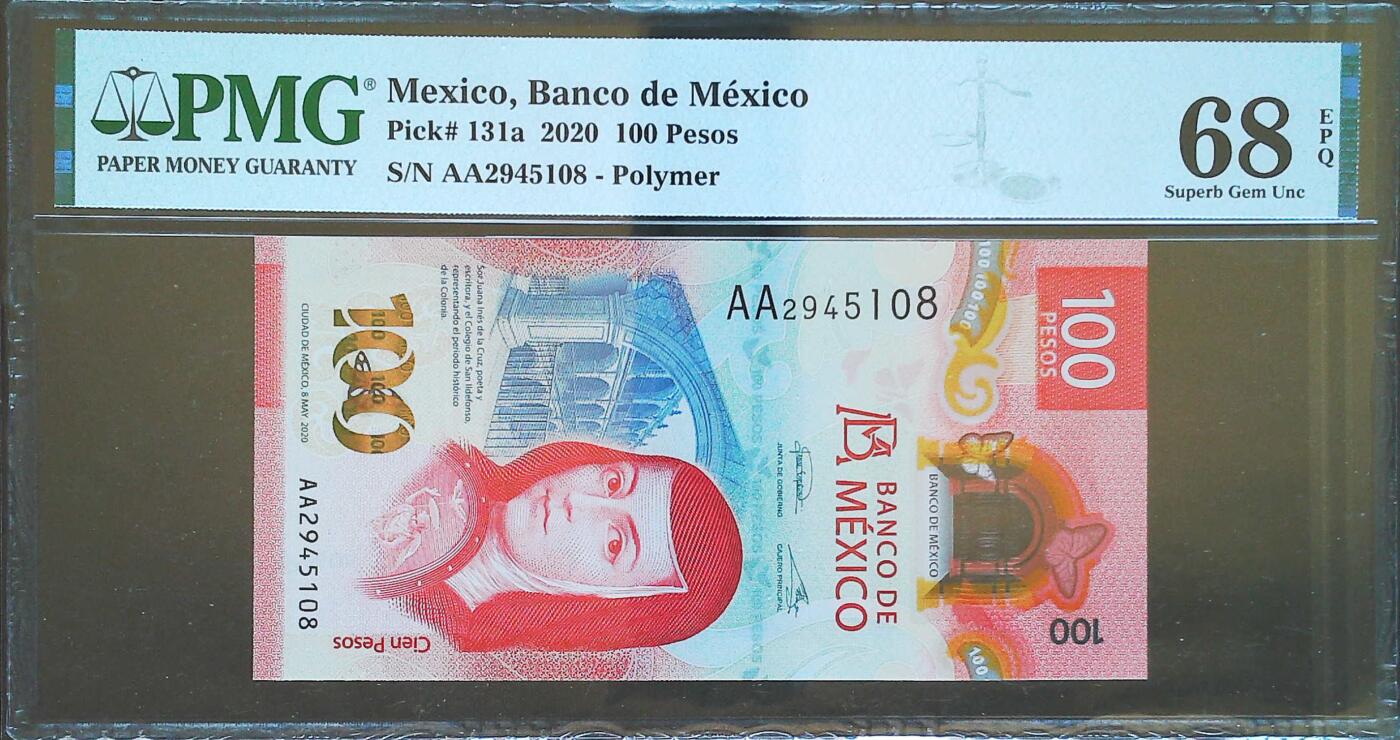 PMG®
PAPER MONEY GUARANTY
Mexico, Banco de México
Pick# 131a 2020 100 Pesos
S/N AA2945108 - Polymer
68
EPQ
Superb Gem Unc
100
PESOS
AA2945108
BANCO DE
MÉXICO
BANCO DE MÉXICO
JUNTA DE GOBIERNO
CAJERO PRINCIPAL
Sor Juana Inés de la Cruz, poeta y
escritora, y el Colegio de San Ildefonso,
representando el periodo histórico
de la Colonia.
100
CIUDAD DE MÉXICO, 8 MAY. 2020
AA2945108
Cien Pesos
100
100